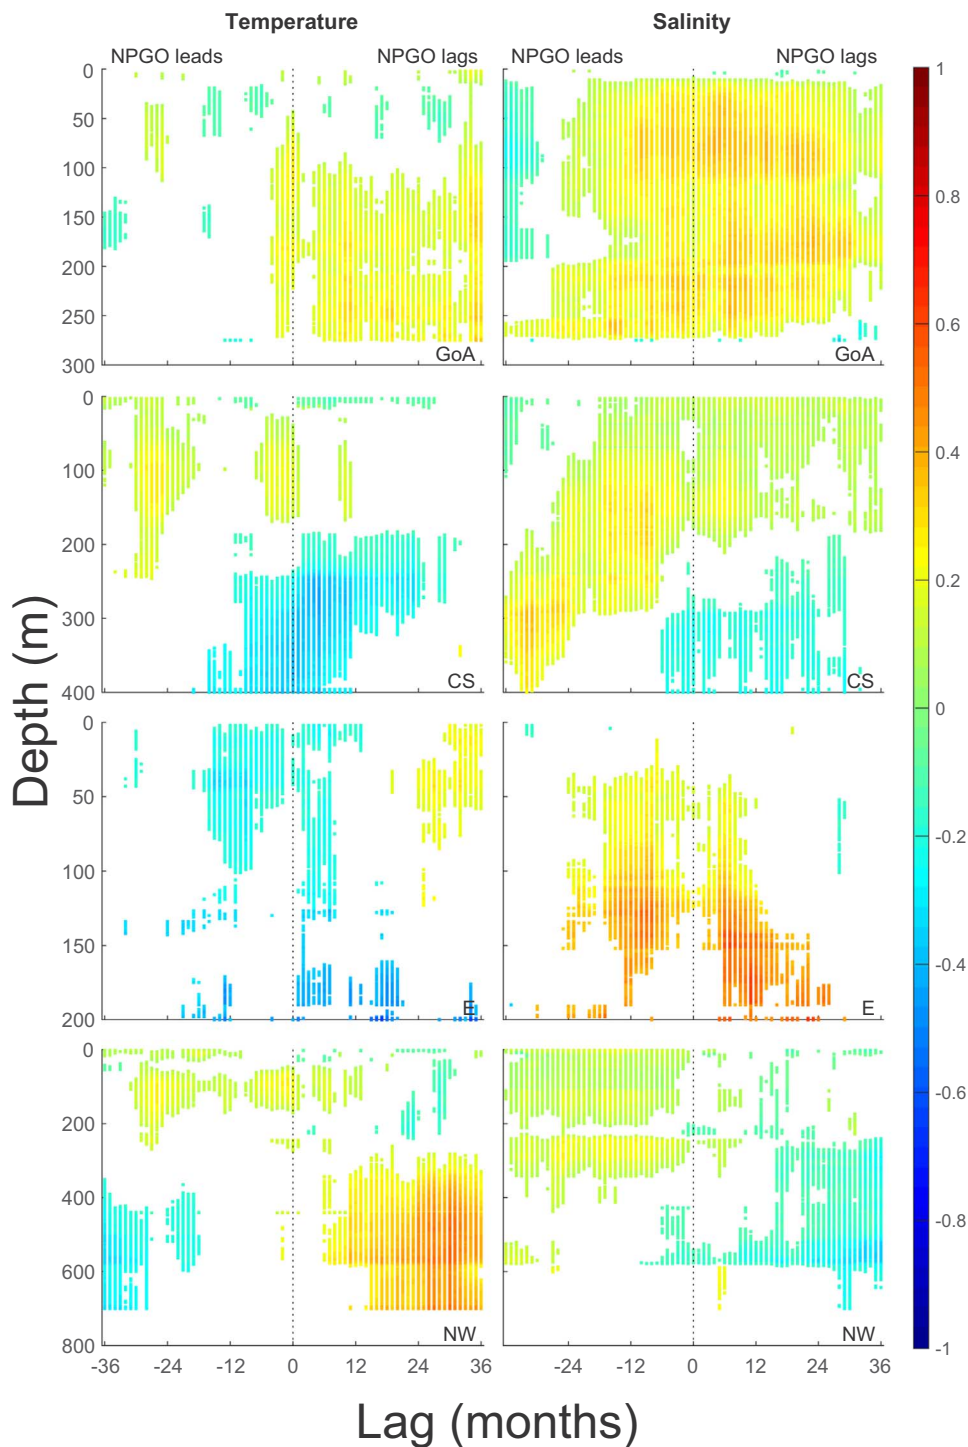 Temperature
Salinity
NPGO leads
NPGO lags
NPGO leads
NPGO lags
0
50
100
150
200
250
300
GoA
GoA
0
100
200
300
400
CS
CS
0
50
100
150
200
E
E
0
200
400
600
800
NW
NW
-36
-24
-12
0
12
24
36
-24
-12
0
12
24
36
Depth (m)
Lag (months)
1
0.8
0.6
0.4
0.2
0
-0.2
-0.4
-0.6
-0.8
-1